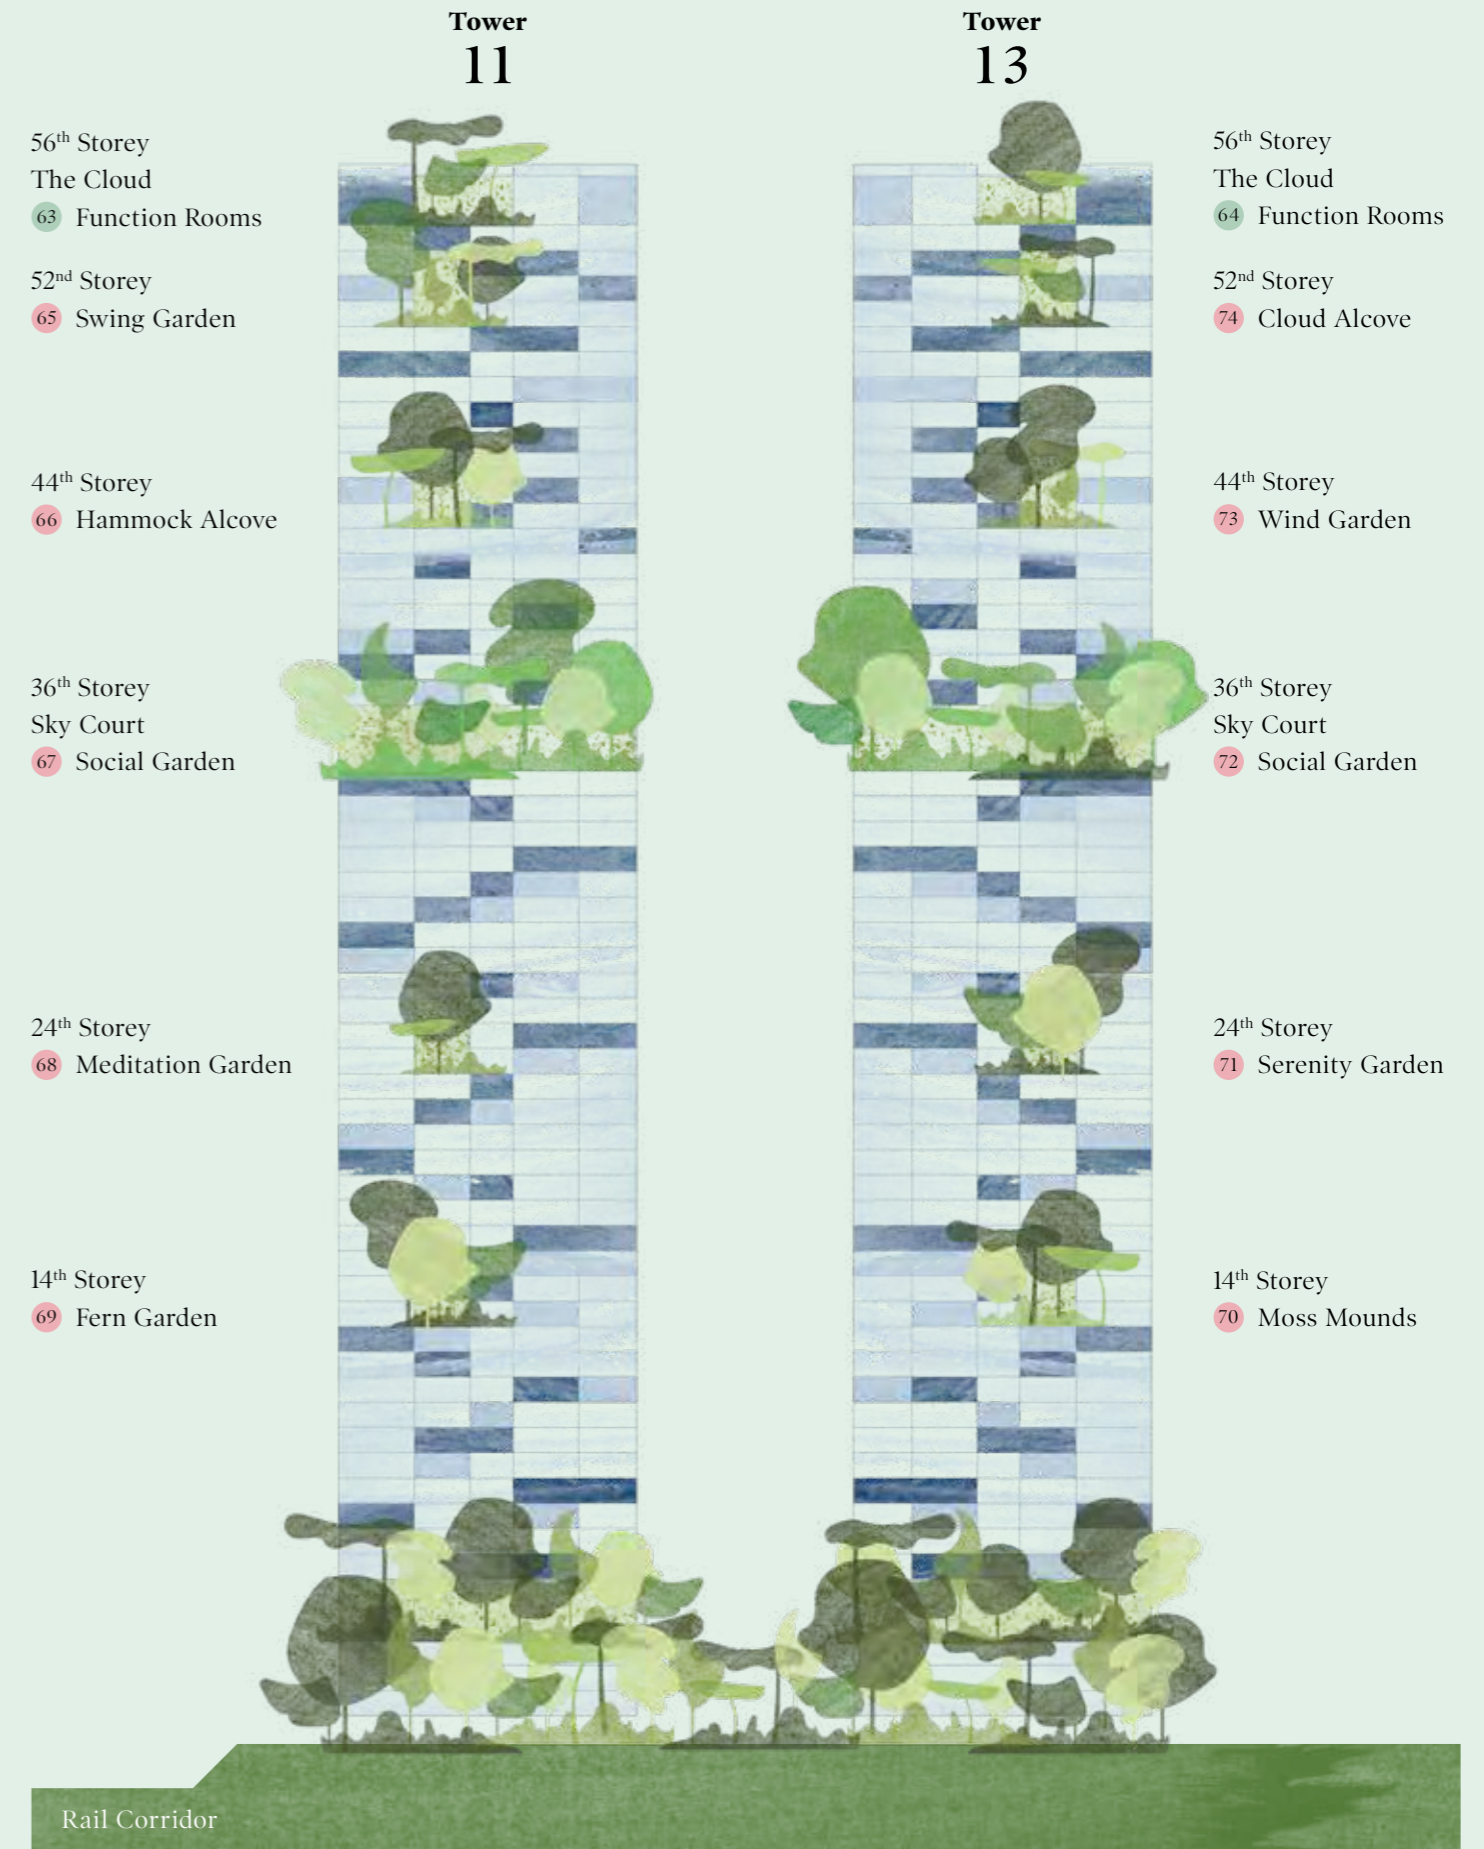 Tower
11
Tower
13
56th Storey
The Cloud
63 Function Rooms
52nd Storey
65 Swing Garden
44th Storey
66 Hammock Alcove
36th Storey
Sky Court
67 Social Garden
24th Storey
68 Meditation Garden
14th Storey
69 Fern Garden
56th Storey
The Cloud
64 Function Rooms
52nd Storey
74 Cloud Alcove
44th Storey
73 Wind Garden
36th Storey
Sky Court
72 Social Garden
24th Storey
71 Serenity Garden
14th Storey
70 Moss Mounds
Rail Corridor